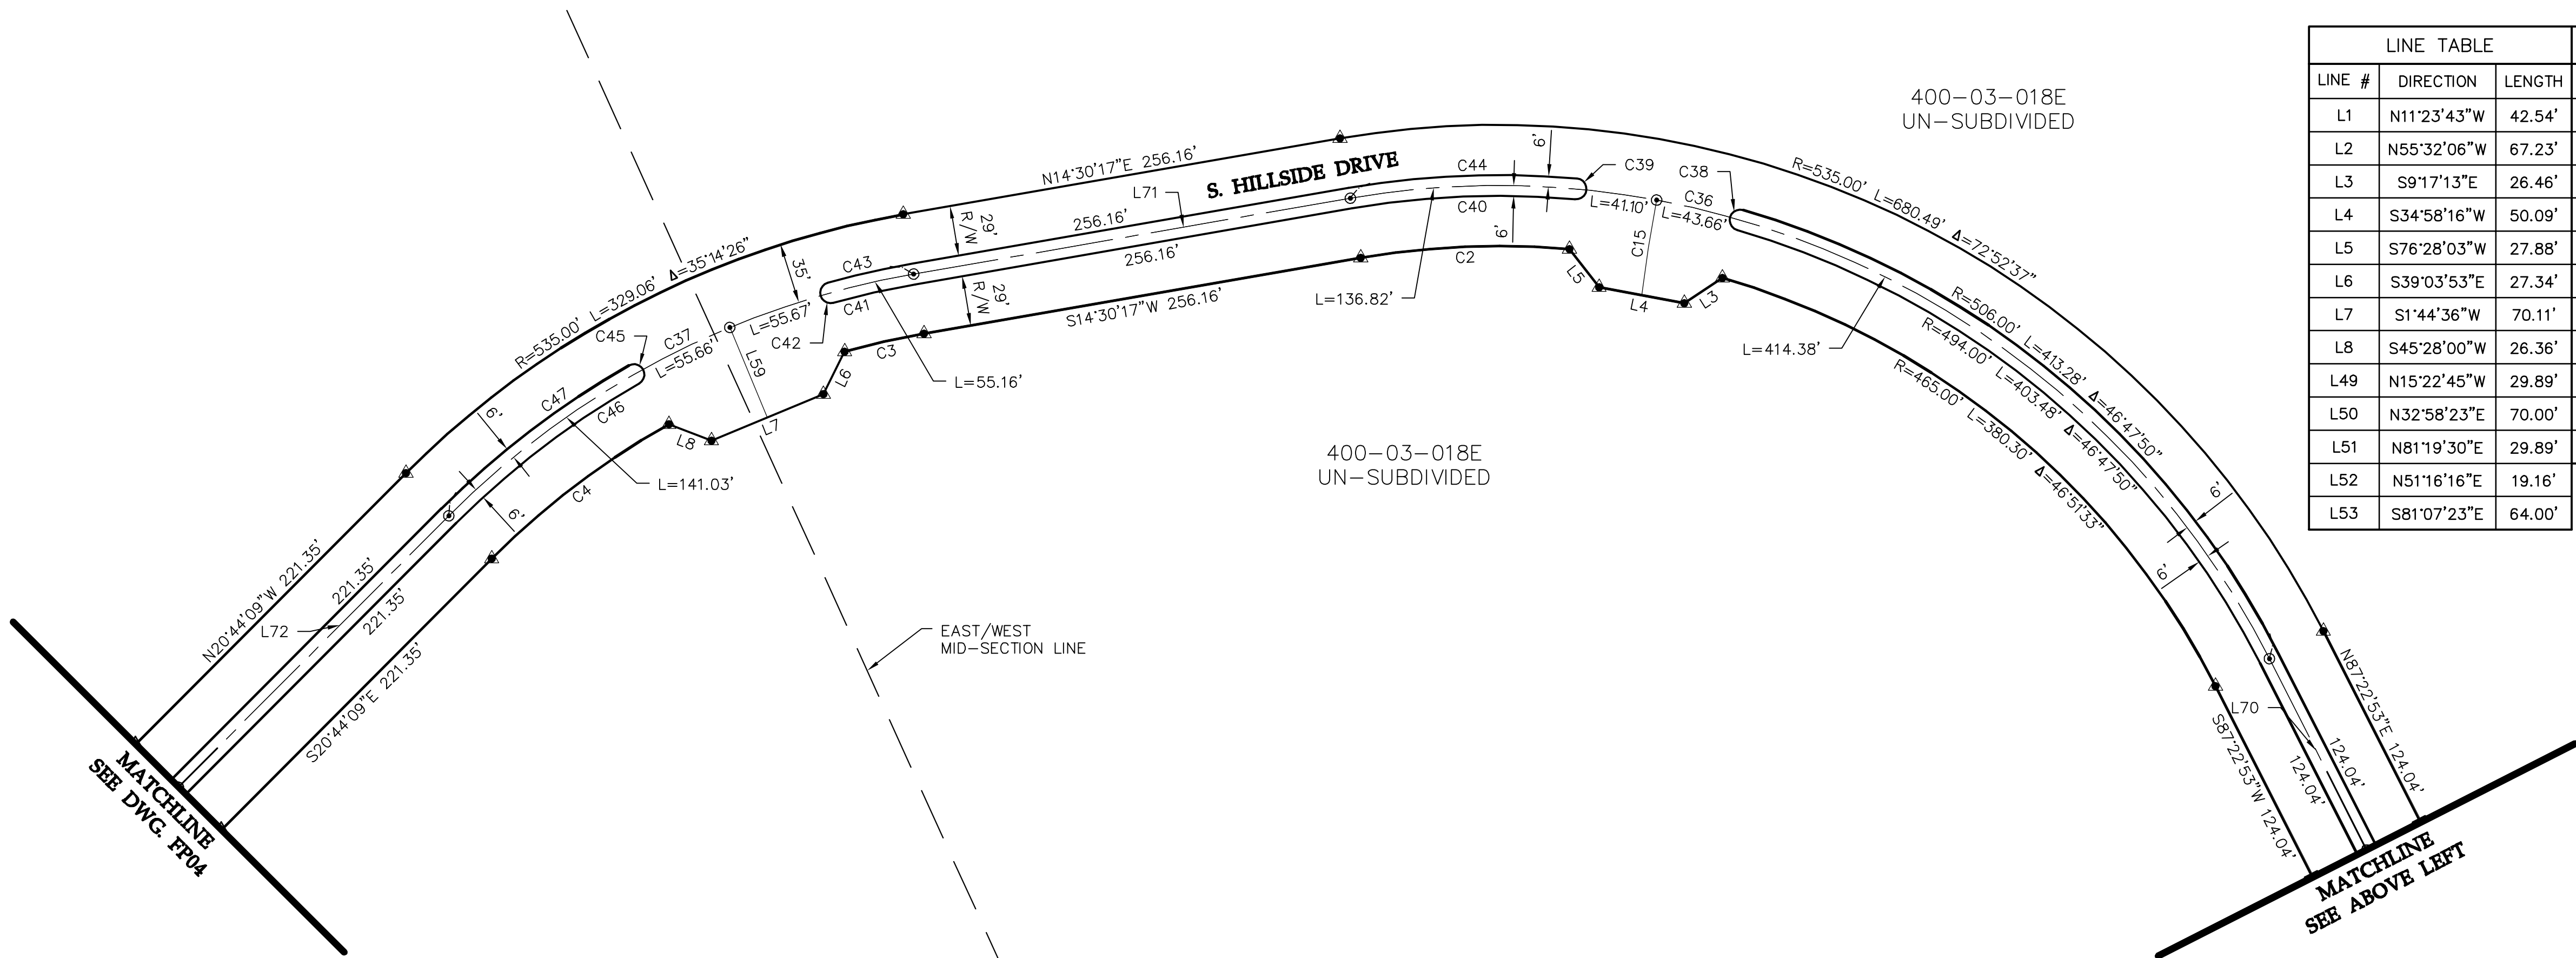 400-03-018E
UN-SUBDIVIDED
N14°30'17"E 256.16'
L71
S. HILLSIDE DRIVE
C44
6'
C39
C38
R=535.00' L=680.49' Δ=72°52'37"
29'
R/W
256.16'
256.16'
C40
L=41.10'
C36
L=43.66'
C15
R=535.00' L=329.06' Δ=35°14'26"
35'
C43
C41
29'
R/W
S14°30'17"W 256.16'
L=136.82'
6'
C2
L5
L4
L3
L=414.38'
R=506.00' L=413.28' Δ=46°47'50"
R=494.00' L=403.48' Δ=46°47'50"
R=465.00' L=380.30' Δ=46°51'33"
C45
C37
L=55.66'
L=55.67'
C42
L59
C3
L6
L=55.16'
C47
C46
6'
L8
L7
L=141.03'
C4
6'
400-03-018E
UN-SUBDIVIDED
6'
6'
N20°44'09"W 221.35'
221.35'
221.35'
L72
S20°44'09"E 221.35'
EAST/WEST
MID-SECTION LINE
L70
N87°22'53"E 124.04'
124.04'
124.04'
S87°22'53"W 124.04'
MATCHLINE
SEE DWG. FP04
MATCHLINE
SEE ABOVE LEFT
LINE TABLE
LINE # DIRECTION LENGTH
L1 N11°23'43"W 42.54'
L2 N55°32'06"W 67.23'
L3 S9°17'13"E 26.46'
L4 S34°58'16"W 50.09'
L5 S76°28'03"W 27.88'
L6 S39°03'53"E 27.34'
L7 S1°44'36"W 70.11'
L8 S45°28'00"W 26.36'
L49 N15°22'45"W 29.89'
L50 N32°58'23"E 70.00'
L51 N81°19'30"E 29.89'
L52 N51°16'16"E 19.16'
L53 S81°07'23"E 64.00'